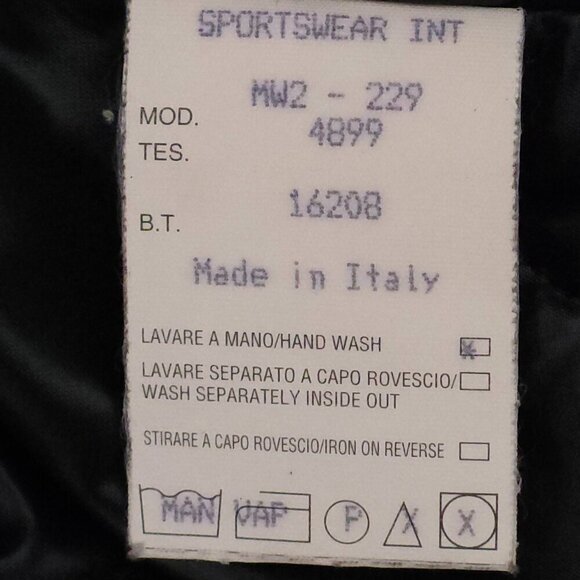 SPORTSWEAR INT
MOD. MW2 - 229
TES. 4899
B.T. 16208
Made in Italy
LAVARE A MANO/HAND WASH X
LAVARE SEPARATO A CAPO ROVESCIO/
WASH SEPARATELY INSIDE OUT
STIRARE A CAPO ROVESCIO/IRON ON REVERSE
MAN VAP P X X